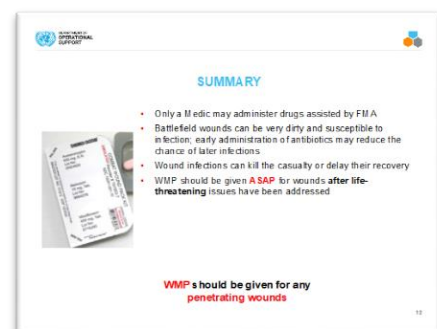 DEPARTMENT OF
OPERATIONAL
SUPPORT
SUMMARY
• Only a Medic may administer drugs assisted by FMA
• Battlefield wounds can be very dirty and susceptible to
infection; early administration of antibiotics may reduce the
chance of later infections
• Wound infections can kill the casualty or delay their recovery
• WMP should be given ASAP for wounds after life-
threatening issues have been addressed
WMP should be given for any
penetrating wounds